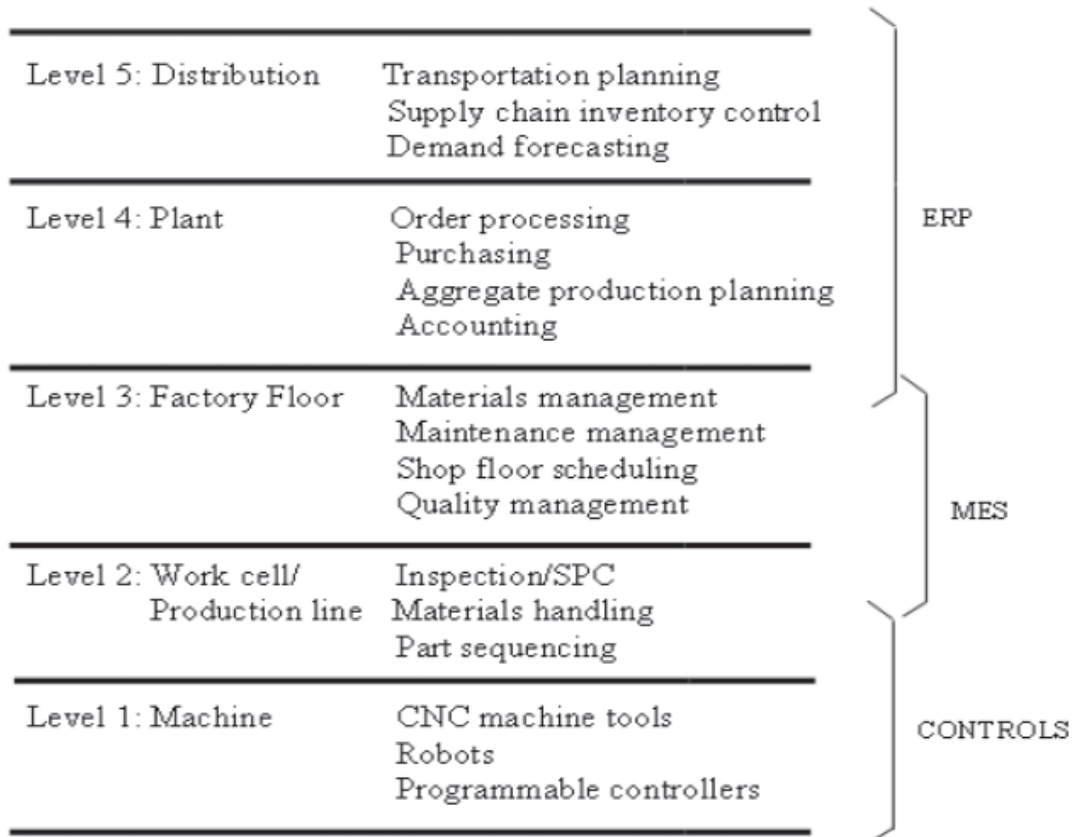 Level 5: Distribution Transportation planning
Supply chain inventory control
Demand forecasting
Level 4: Plant Order processing
Purchasing
Aggregate production planning
Accounting
ERP
Level 3: Factory Floor Materials management
Maintenance management
Shop floor scheduling
Quality management
MES
Level 2: Work cell/ Inspection/SPC
Production line Materials handling
Part sequencing
Level 1: Machine CNC machine tools
Robots
Programmable controllers
CONTROLS